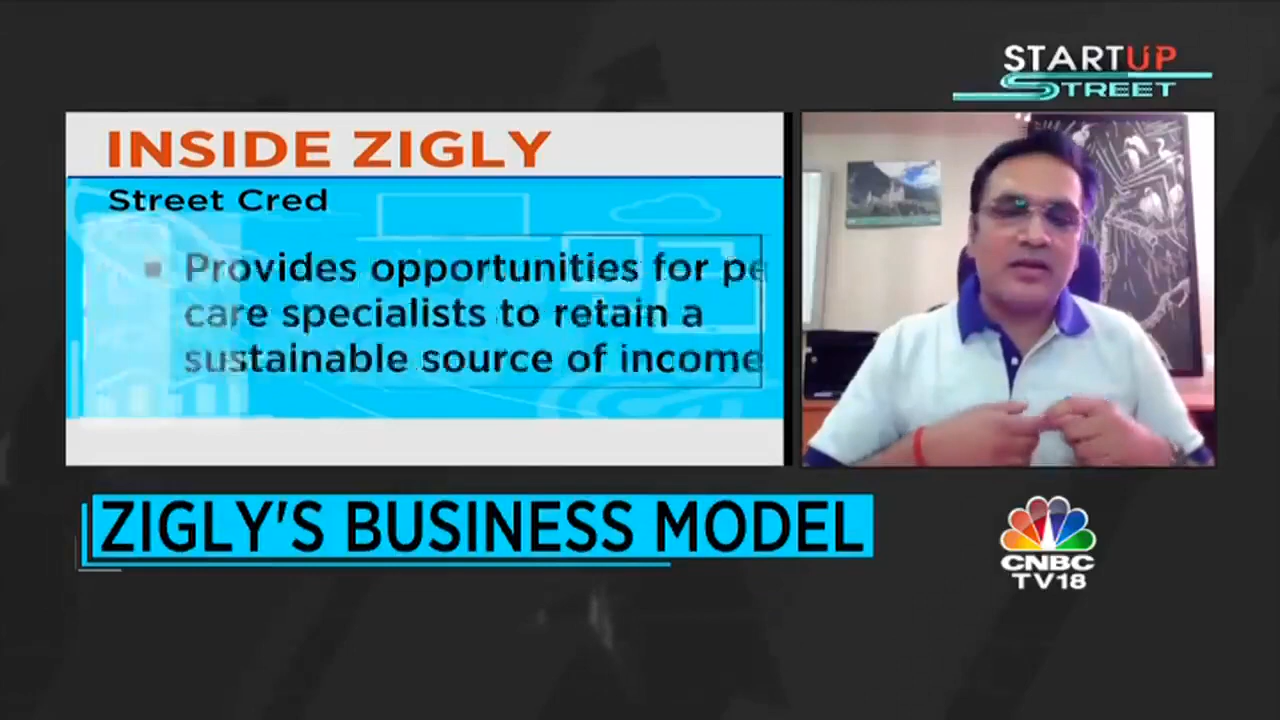 STARTUP
STREET
INSIDE ZIGLY
Street Cred
▪ Provides opportunities for pe
care specialists to retain a
sustainable source of income
ZIGLY'S BUSINESS MODEL
CNBC
TV18